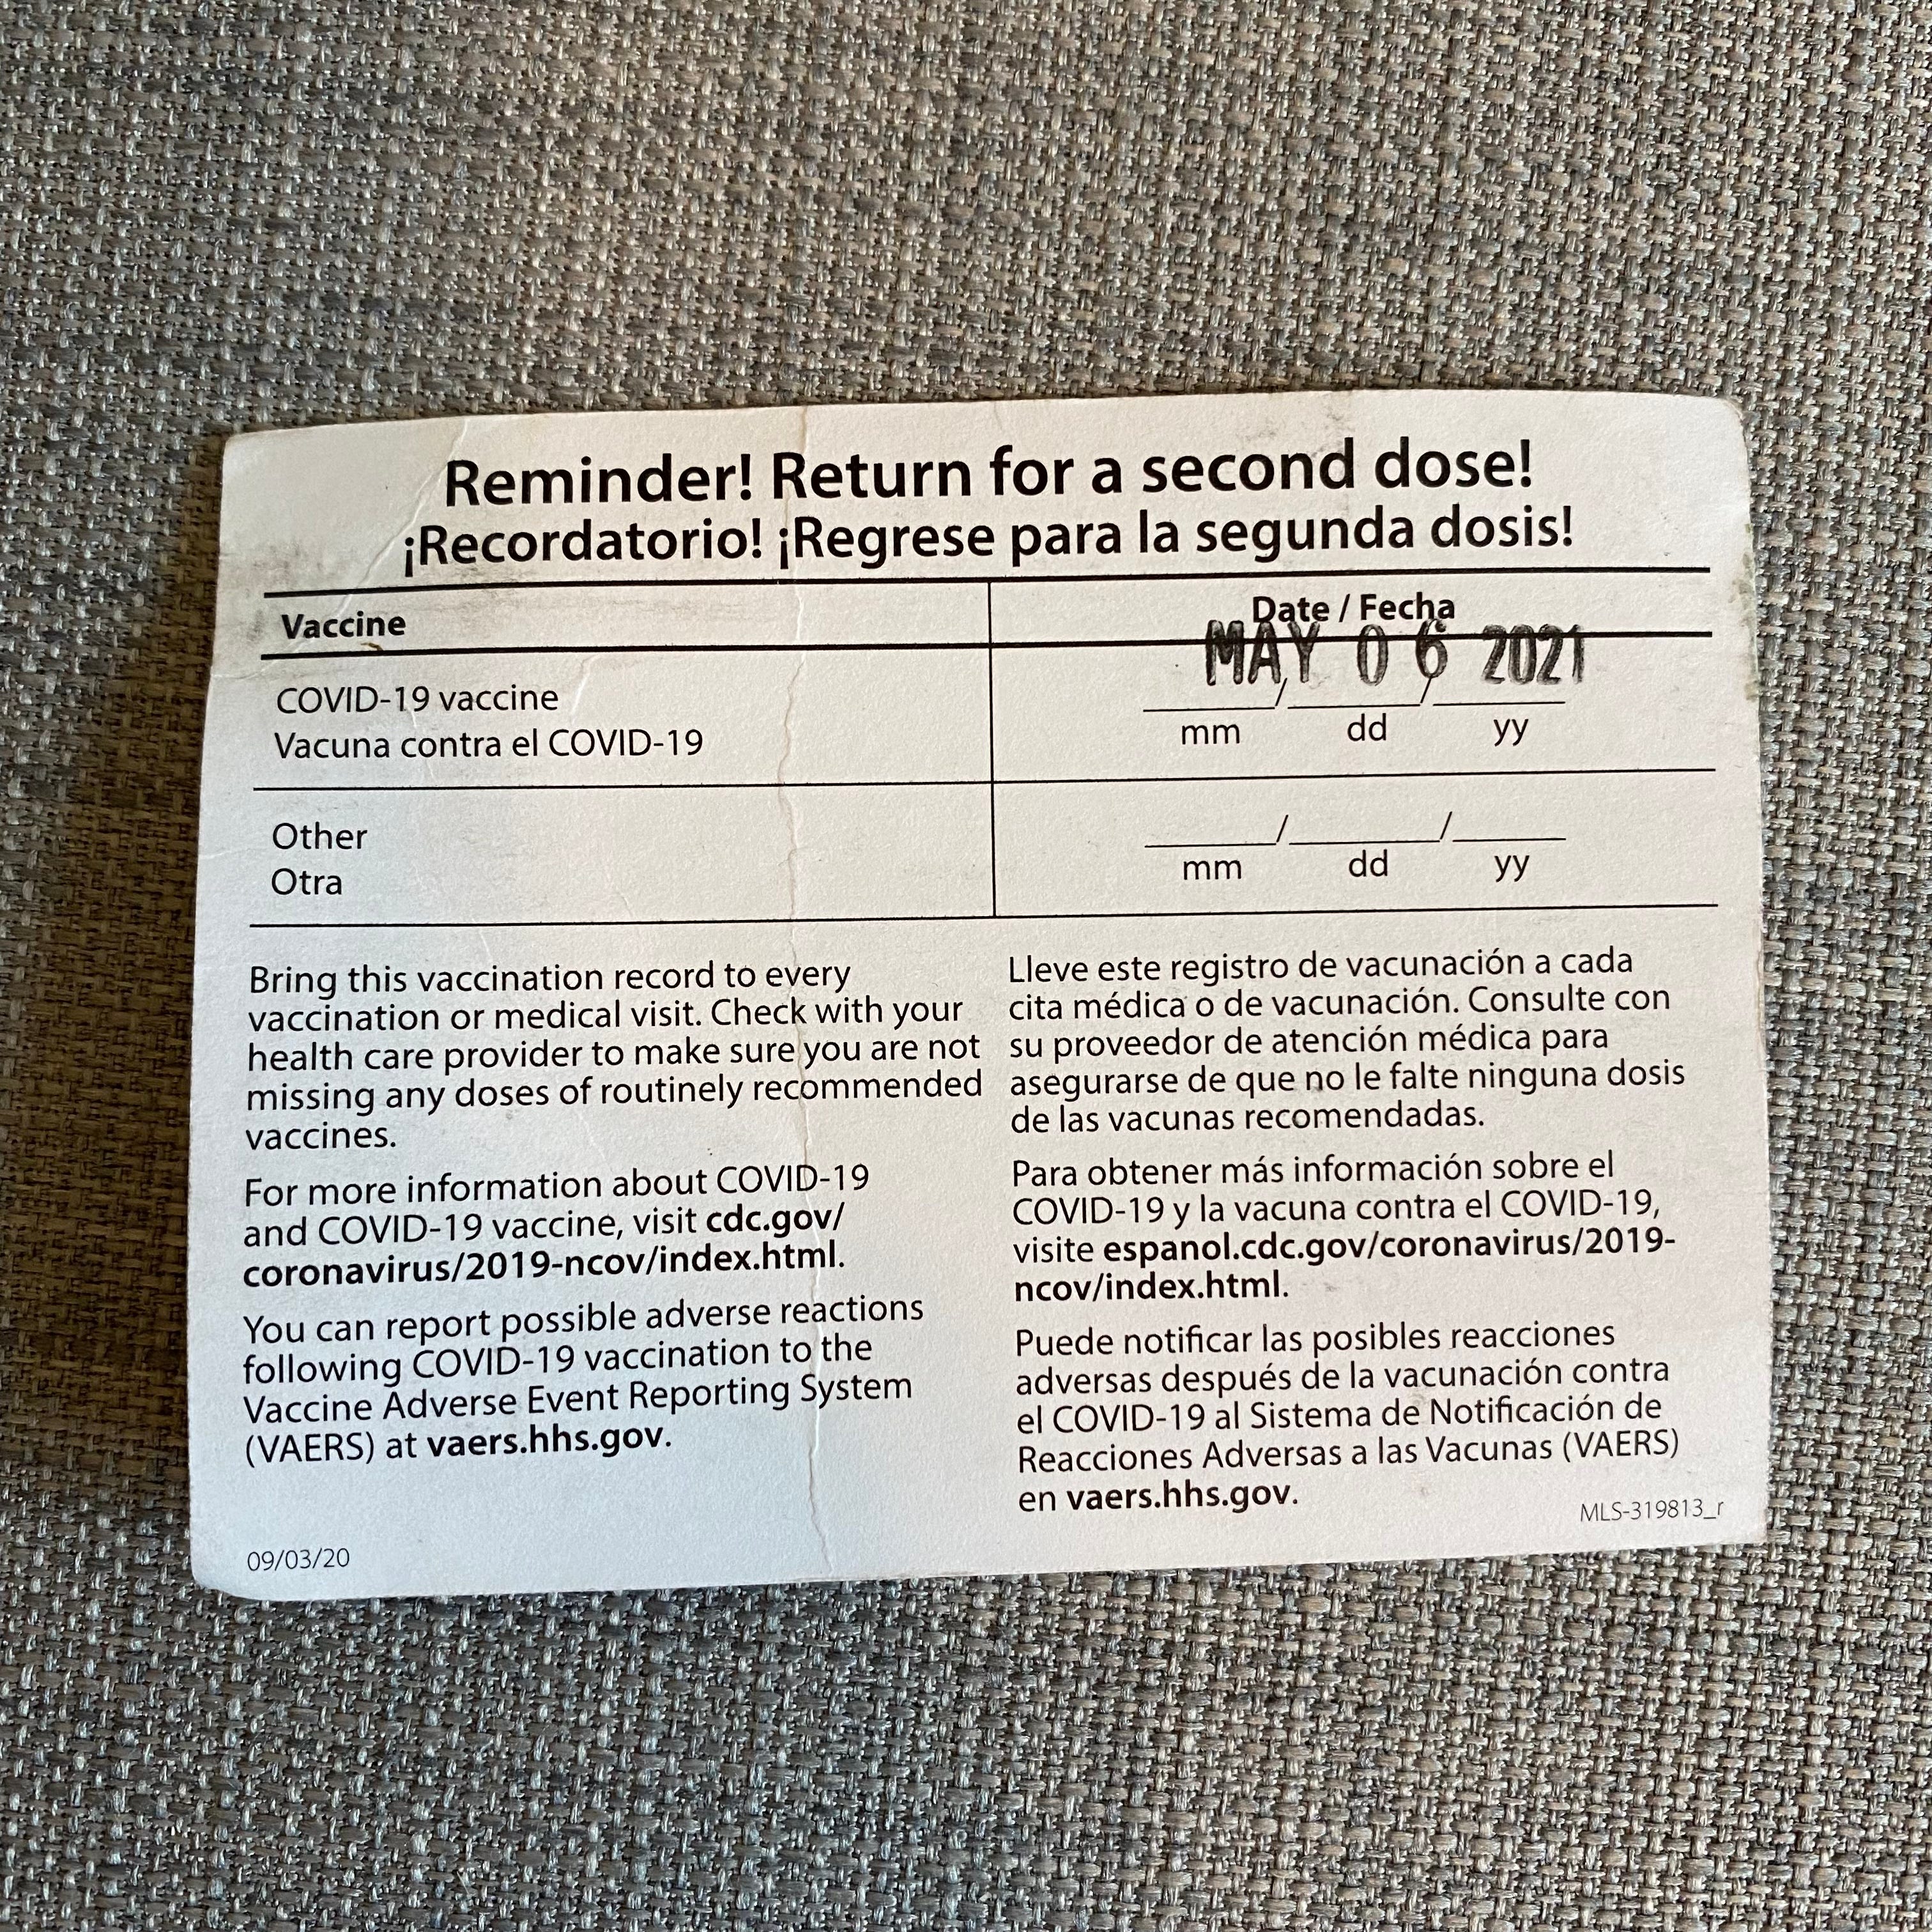 Reminder! Return for a second dose!
¡Recordatorio! ¡Regrese para la segunda dosis!
Vaccine
Date / Fecha
COVID-19 vaccine
Vacuna contra el COVID-19
MAY 06 2021
/ /
mm dd yy
Other
Otra
/ /
mm dd yy
Bring this vaccination record to every
vaccination or medical visit. Check with your
health care provider to make sure you are not
missing any doses of routinely recommended
vaccines.
For more information about COVID-19
and COVID-19 vaccine, visit cdc.gov/
coronavirus/2019-ncov/index.html.
You can report possible adverse reactions
following COVID-19 vaccination to the
Vaccine Adverse Event Reporting System
(VAERS) at vaers.hhs.gov.
Lleve este registro de vacunación a cada
cita médica o de vacunación. Consulte con
su proveedor de atención médica para
asegurarse de que no le falte ninguna dosis
de las vacunas recomendadas.
Para obtener más información sobre el
COVID-19 y la vacuna contra el COVID-19,
visite espanol.cdc.gov/coronavirus/2019-
ncov/index.html.
Puede notificar las posibles reacciones
adversas después de la vacunación contra
el COVID-19 al Sistema de Notificación de
Reacciones Adversas a las Vacunas (VAERS)
en vaers.hhs.gov.
09/03/20
MLS-319813_r